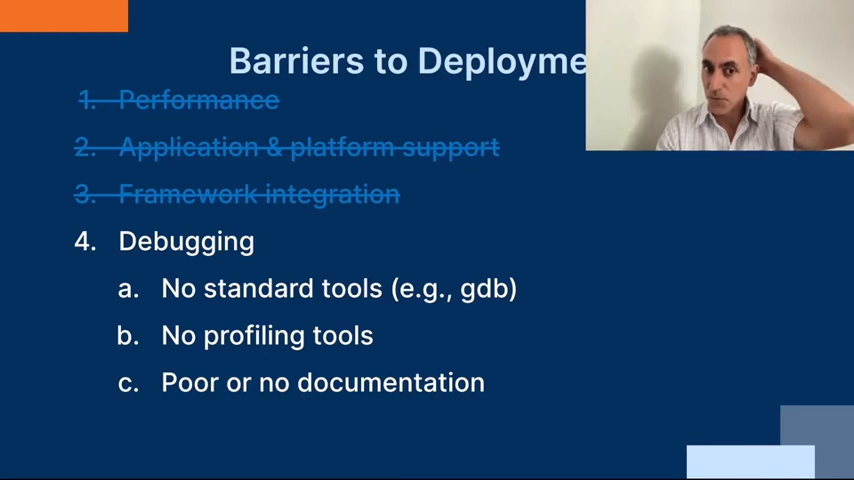 Barriers to Deployme
1. Performance
2. Application & platform support
3. Framework integration
4. Debugging
a. No standard tools (e.g., gdb)
b. No profiling tools
c. Poor or no documentation